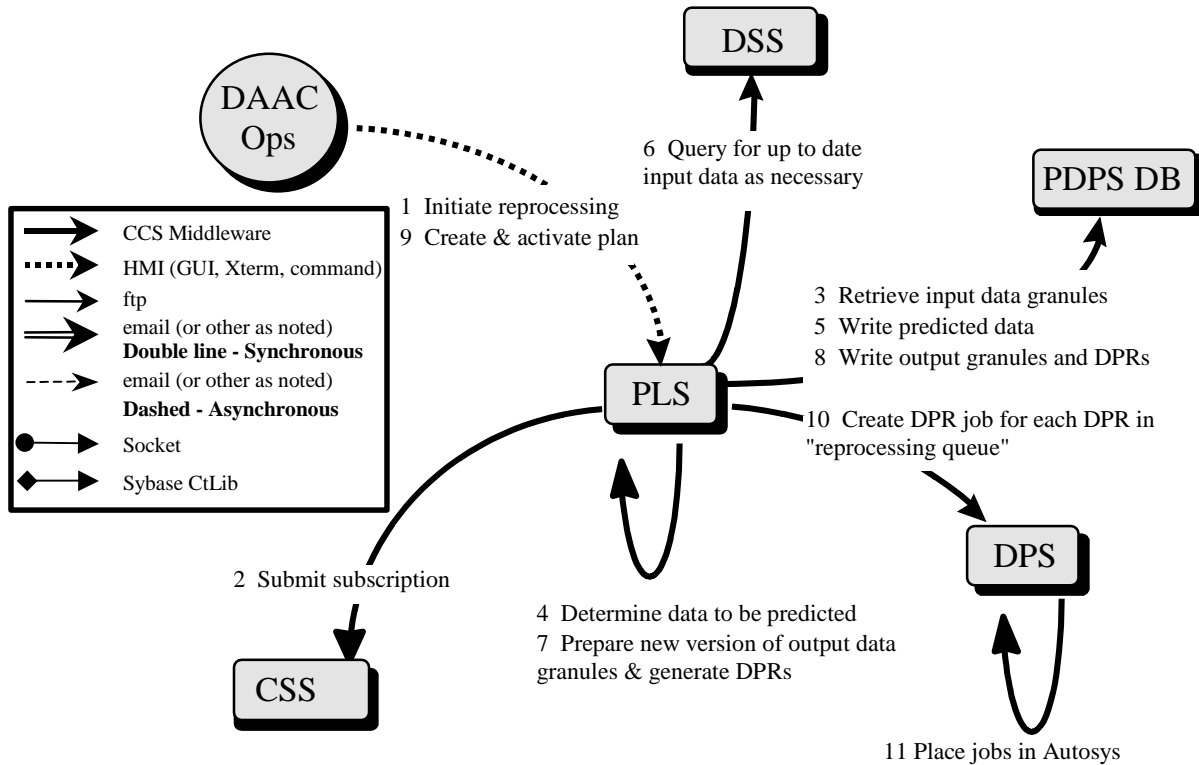 DSS
DAAC
Ops
6 Query for up to date
input data as necessary
PDPS DB
1 Initiate reprocessing
9 Create & activate plan
CCS Middleware
HMI (GUI, Xterm, command)
ftp
email (or other as noted)
Double line - Synchronous
email (or other as noted)
Dashed - Asynchronous
Socket
Sybase CtLib
3 Retrieve input data granules
5 Write predicted data
8 Write output granules and DPRs
PLS
10 Create DPR job for each DPR in
"reprocessing queue"
DPS
2 Submit subscription
4 Determine data to be predicted
7 Prepare new version of output data
granules & generate DPRs
CSS
11 Place jobs in Autosys